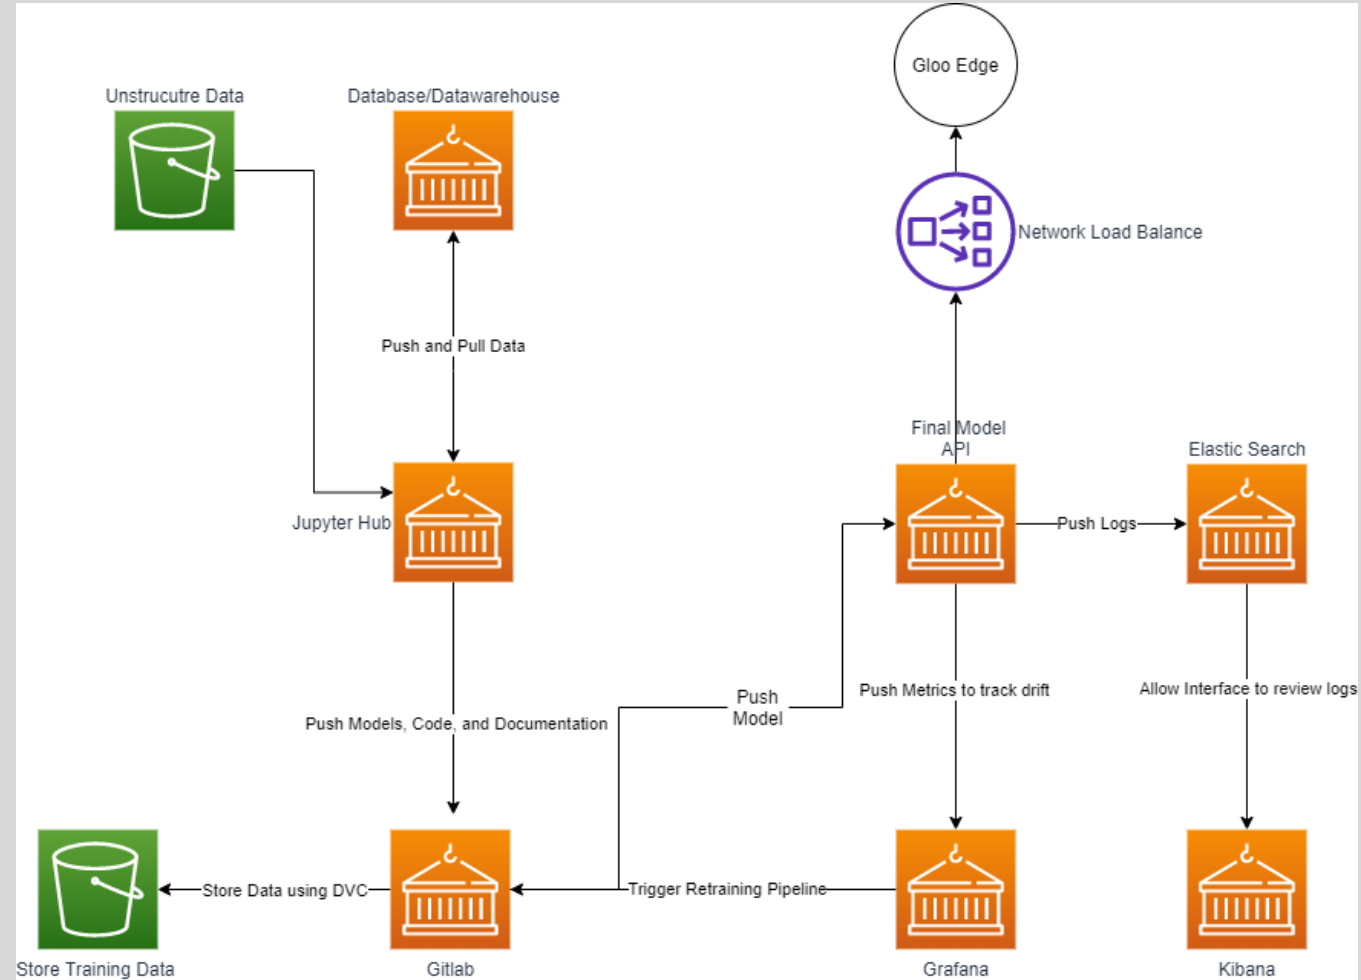 Gloo Edge
Unstrucutre Data
Database/Datawarehouse
Network Load Balance
Push and Pull Data
Final Model
API
Elastic Search
Jupyter Hub
Push Logs
Push Metrics to track drift
Allow Interface to review logs
Push
Model
Push Models, Code, and Documentation
Store Data using DVC
Trigger Retraining Pipeline
Store Training Data
Gitlab
Grafana
Kibana